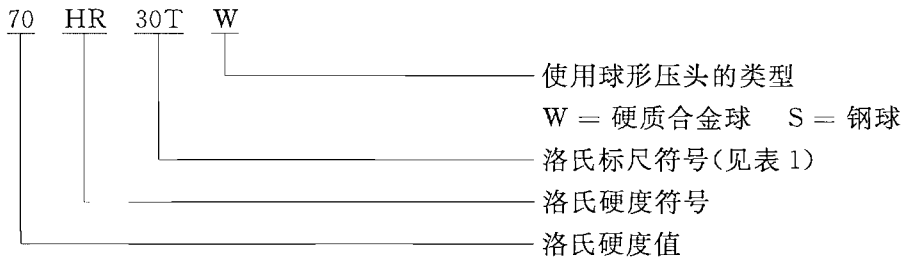 70 HR 30T W
使用球形压头的类型
W = 硬质合金球 S = 钢球
洛氏标尺符号(见表 1)
洛氏硬度符号
洛氏硬度值